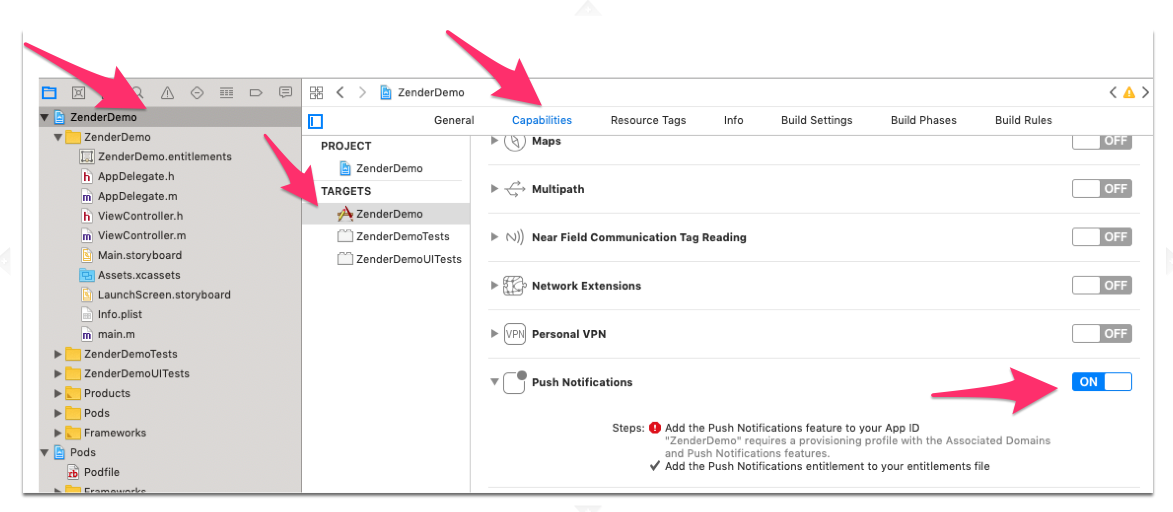 ZenderDemo
ZenderDemo
ZenderDemo.entitlements
AppDelegate.h
AppDelegate.m
ViewController.h
ViewController.m
Main.storyboard
Assets.xcassets
LaunchScreen.storyboard
Info.plist
main.m
ZenderDemoTests
ZenderDemoUITests
Products
Pods
Frameworks
Pods
Podfile
Frameworks
ZenderDemo
General Capabilities Resource Tags Info Build Settings Build Phases Build Rules
PROJECT
ZenderDemo
TARGETS
ZenderDemo
ZenderDemoTests
ZenderDemoUITests
Maps OFF
Multipath OFF
Near Field Communication Tag Reading OFF
Network Extensions OFF
VPN Personal VPN OFF
Push Notifications ON
Steps: Add the Push Notifications feature to your App ID
"ZenderDemo" requires a provisioning profile with the Associated Domains
and Push Notifications features.
Add the Push Notifications entitlement to your entitlements file